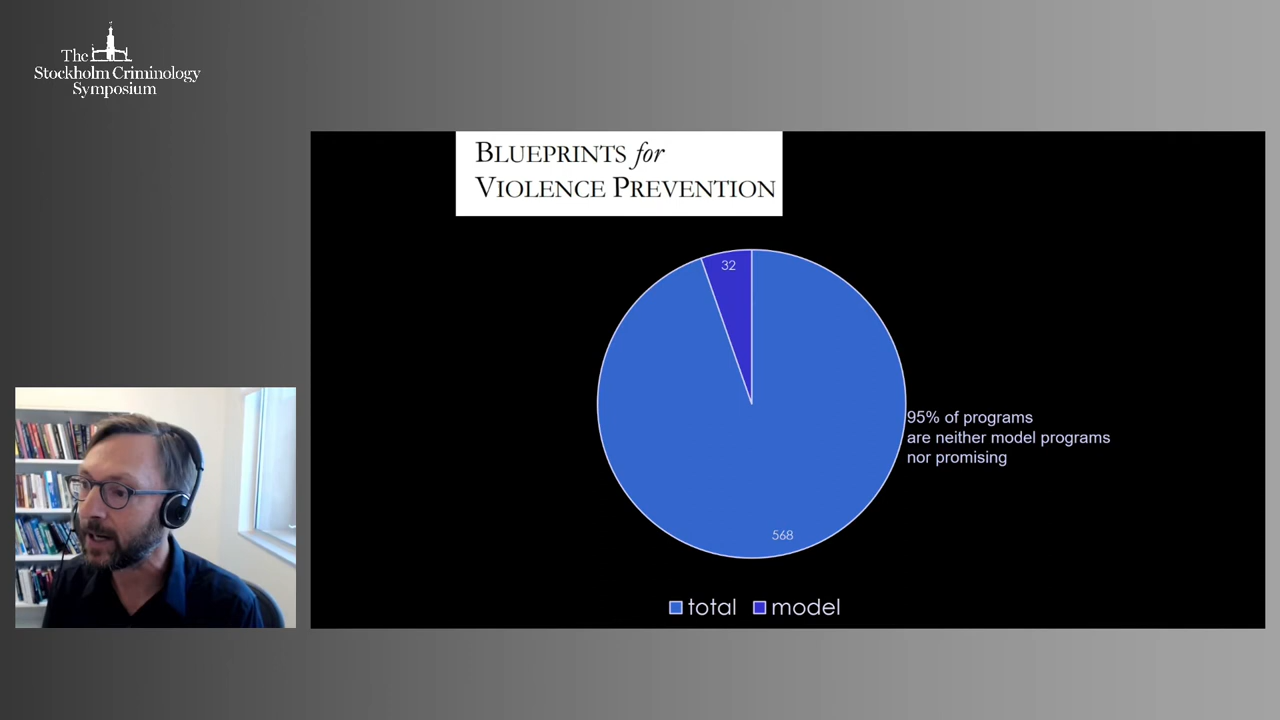 The
Stockholm Criminology
Symposium
BLUEPRINTS for
VIOLENCE PREVENTION
32
95% of programs
are neither model programs
nor promising
568
total model